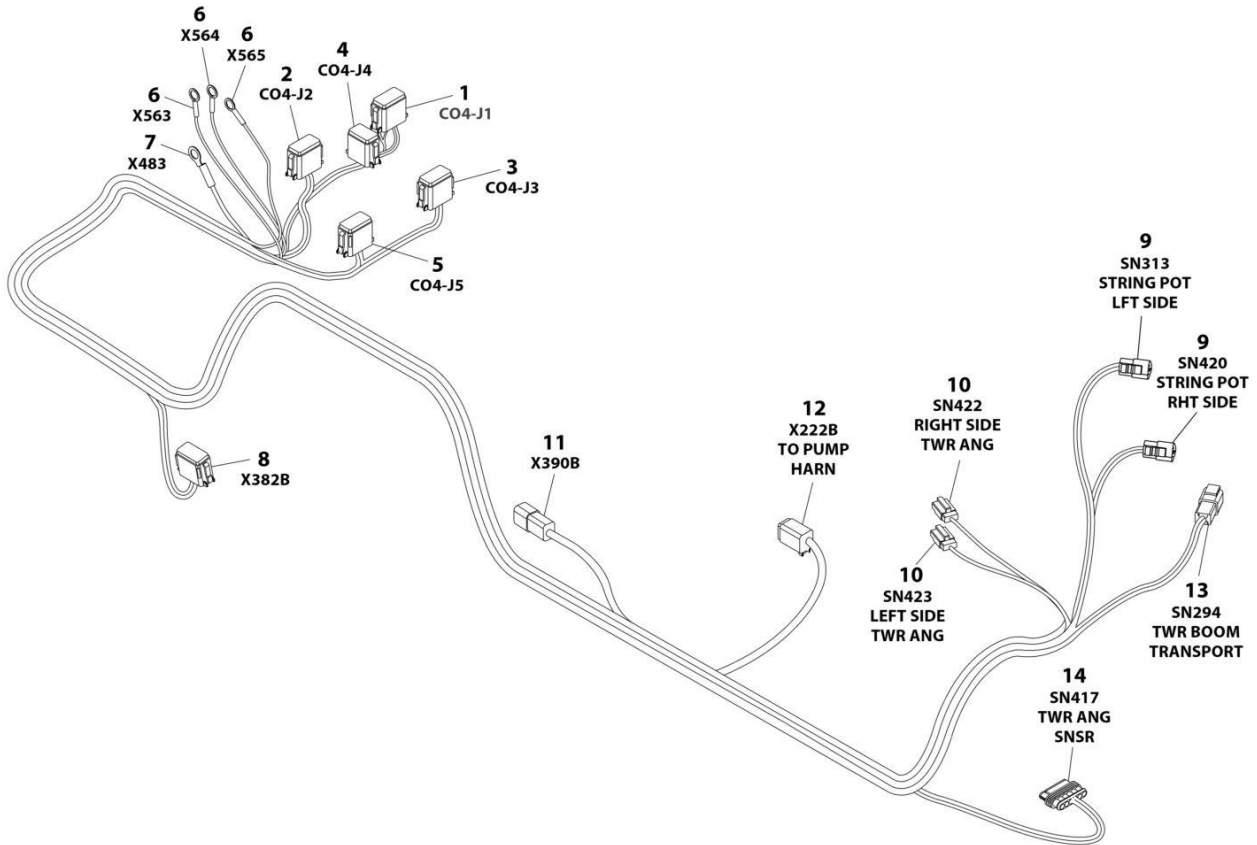 6
X564
6
X565
4
CO4-J4
2
CO4-J2
1
CO4-J1
6
X563
7
X483
3
CO4-J3
5
CO4-J5
9
SN313
STRING POT
LFT SIDE
9
SN420
STRING POT
RHT SIDE
10
SN422
RIGHT SIDE
TWR ANG
12
X222B
TO PUMP
HARN
11
X390B
8
X382B
10
SN423
LEFT SIDE
TWR ANG
13
SN294
TWR BOOM
TRANSPORT
14
SN417
TWR ANG
SNSR